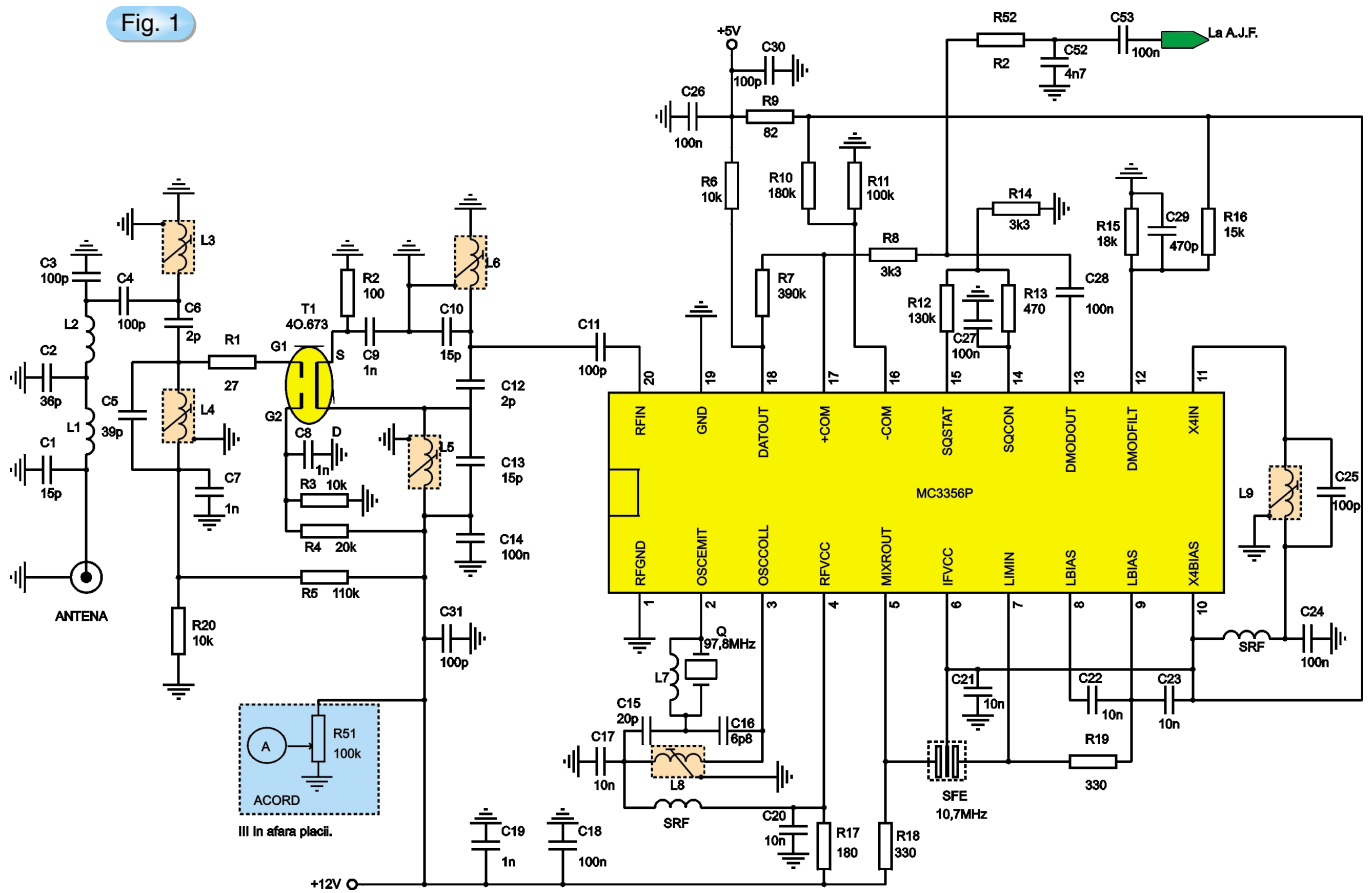 Fig. 1
+5V
C30
100p
C26
100n
R9
82
R52
R2
C52
4n7
C53
100n
La A.J.F.
R6
10k
R10
180k
R11
100k
R14
3k3
R15
18k
C29
470p
R16
15k
L3
C3
100p
C4
100p
C6
2p
L2
C2
36p
R1
27
C5
39p
L4
L1
C1
15p
C7
1n
ANTENA
R20
10k
T1
4O.673
G1
S
G2
D
R2
100
C9
1n
C10
15p
L6
C8
1n
R3
10k
R4
20k
R5
110k
L5
C12
2p
C13
15p
C14
100n
C31
100p
C11
100p
R7
390k
R8
3k3
R12
130k
C27
100n
R13
470
C28
100n
20
19
18
17
16
15
14
13
12
11
RFIN
GND
DATOUT
+COM
-COM
SQSTAT
SQCON
DMODOUT
DMODFILT
X4IN
MC3356P
RFGND
OSCEMIT
OSCCOLL
RFVCC
MIXROUT
IFVCC
LIMIN
LBIAS
LBIAS
X4BIAS
1
2
3
4
5
6
7
8
9
10
L9
C25
100p
SRF
C24
100n
Q
97,8MHz
L7
C15
20p
C16
6p8
C17
10n
L8
SRF
C20
10n
R17
180
R18
330
C21
10n
C22
10n
C23
10n
SFE
10,7MHz
R19
330
A
R51
100k
ACORD
III In afara placii.
C19
1n
C18
100n
+12V